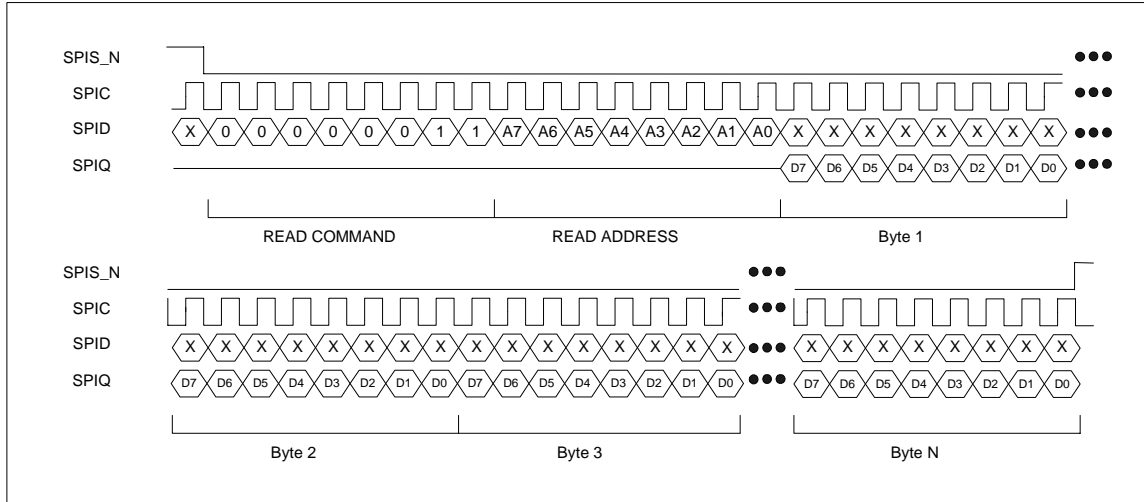 SPIS_N
SPIC
SPID X 0 0 0 0 0 0 1 1 A7 A6 A5 A4 A3 A2 A1 A0 X X X X X X X X
SPIQ D7 D6 D5 D4 D3 D2 D1 D0
READ COMMAND READ ADDRESS Byte 1
SPIS_N
SPIC
SPID X X X X X X X X X X X X X X X X X X X X X X X X
SPIQ D7 D6 D5 D4 D3 D2 D1 D0 D7 D6 D5 D4 D3 D2 D1 D0 D7 D6 D5 D4 D3 D2 D1 D0
Byte 2 Byte 3 Byte N